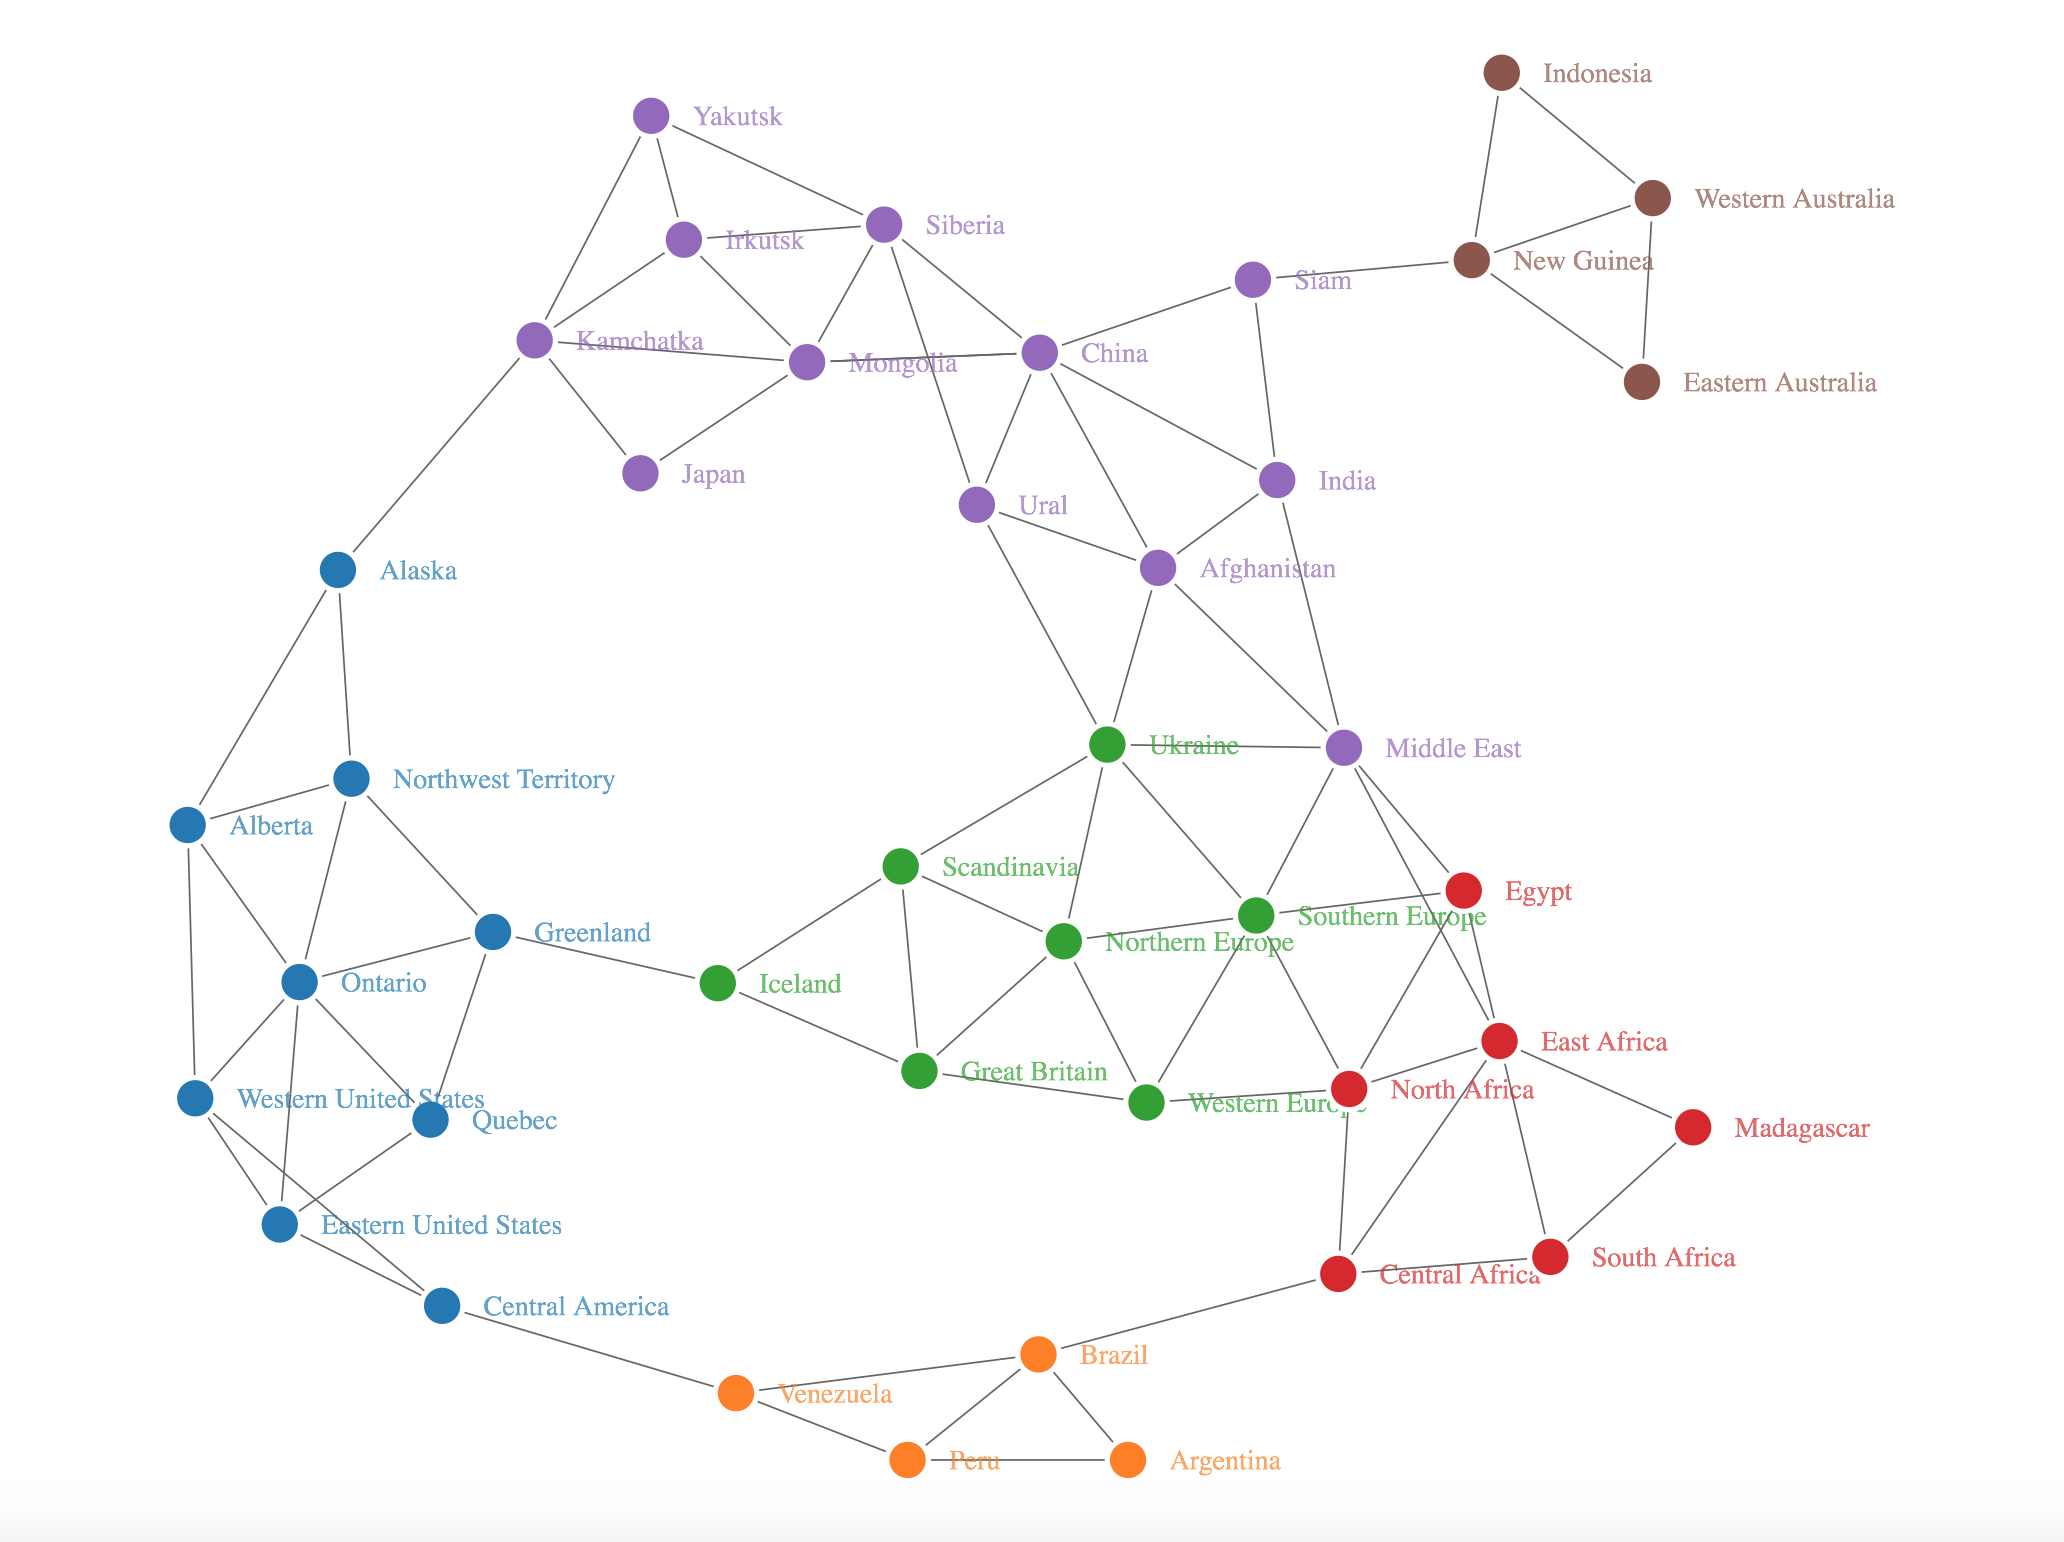 Indonesia
Yakutsk
Western Australia
Siberia
Irkutsk
New Guinea
Siam
Kamchatka
China
Mongolia
Eastern Australia
Japan
India
Ural
Afghanistan
Alaska
Ukraine
Middle East
Northwest Territory
Alberta
Scandinavia
Egypt
Southern Europe
Greenland
Northern Europe
Ontario
Iceland
East Africa
Great Britain
North Africa
Western United States
Western Europe
Quebec
Madagascar
Eastern United States
South Africa
Central Africa
Central America
Brazil
Venezuela
Peru
Argentina